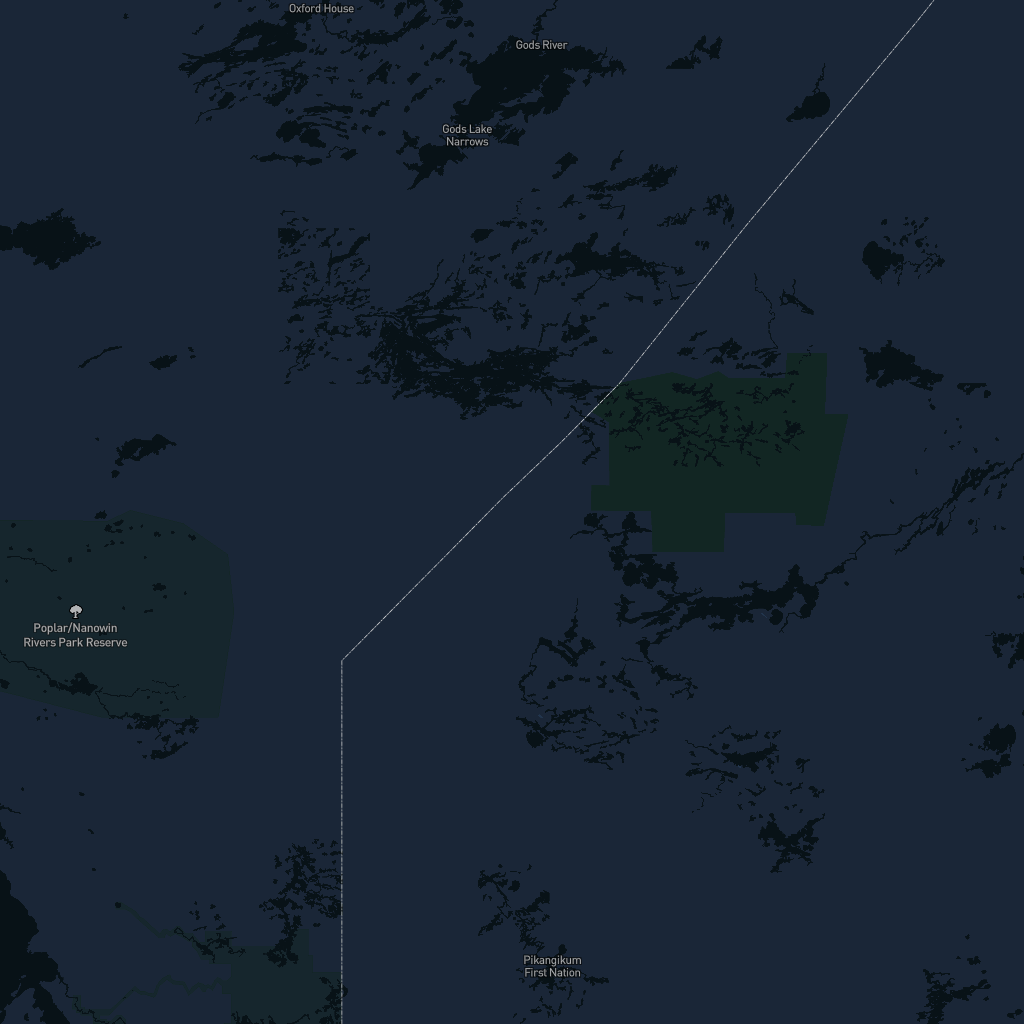 Oxford House
Gods River
Gods Lake
Narrows
Poplar/Nanowin
Rivers Park Reserve
Pikangikum
First Nation